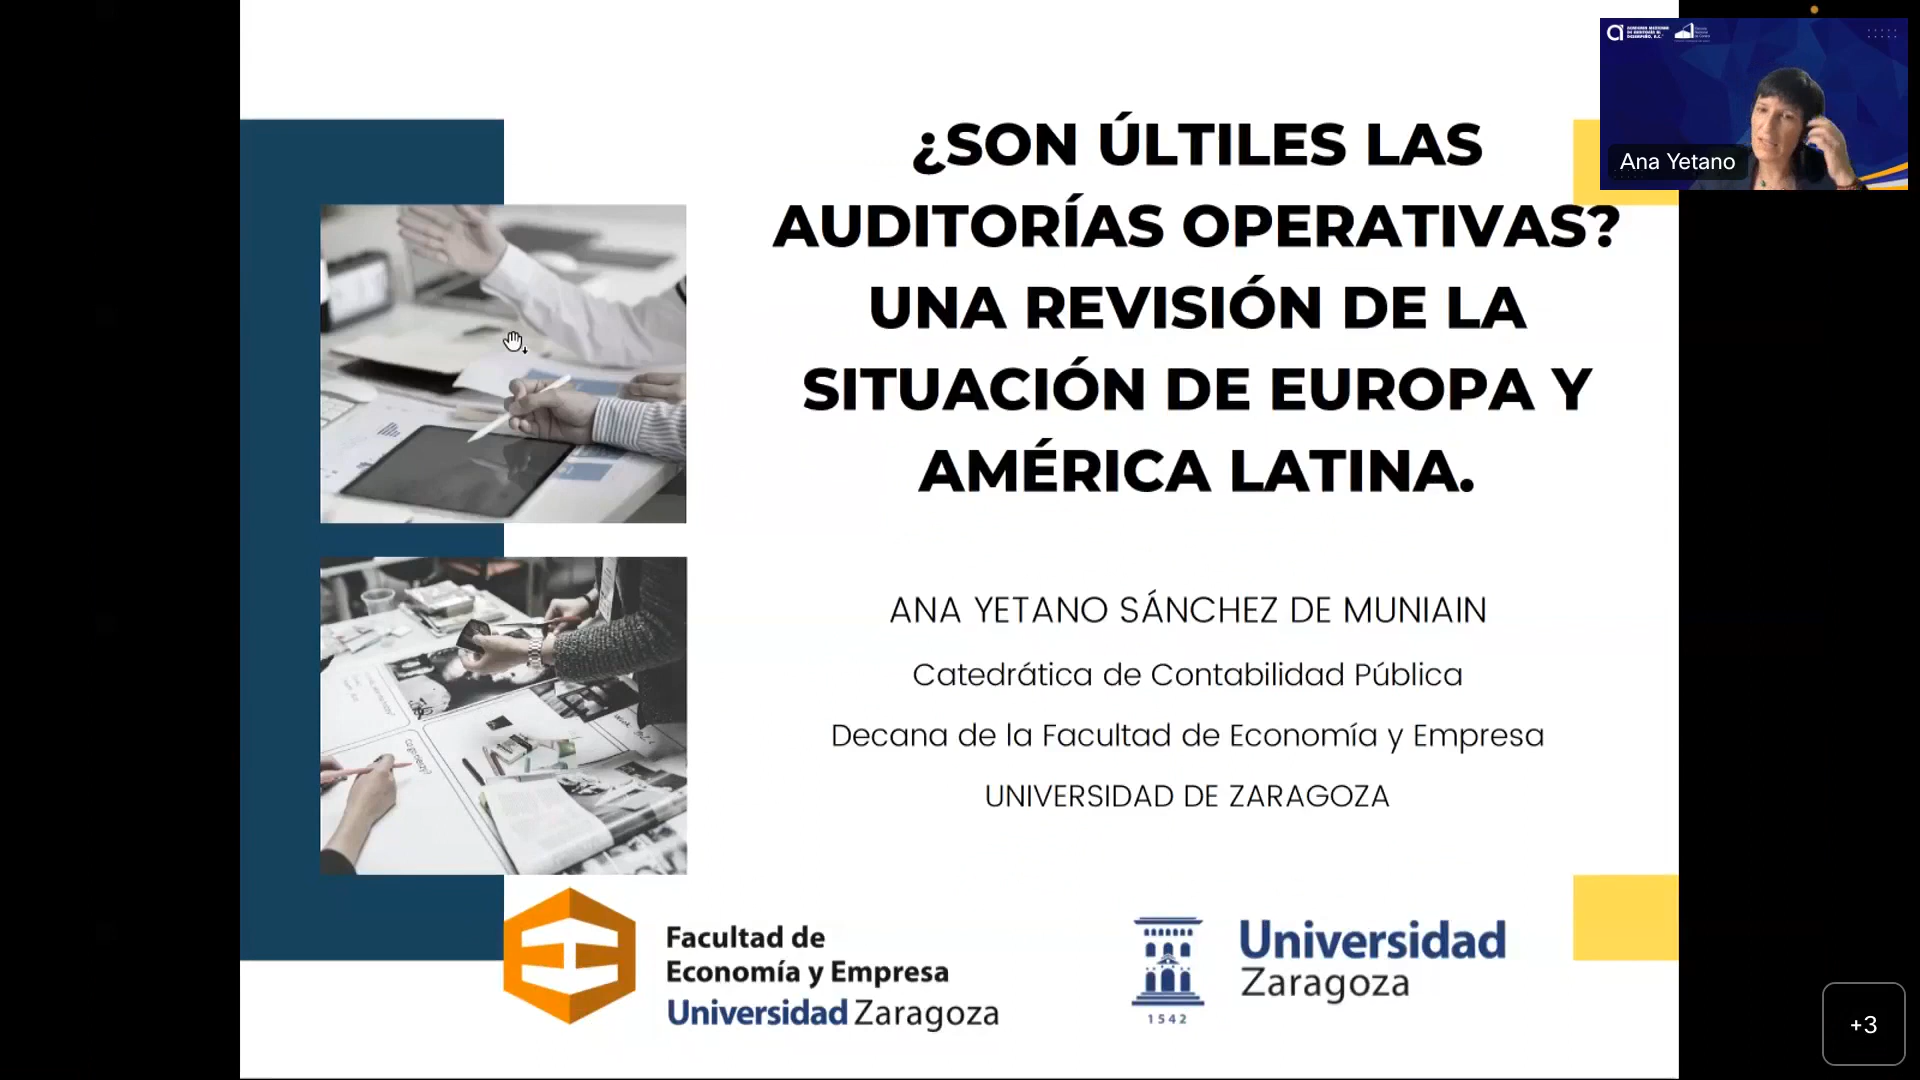 ¿SON ÚLTILES LAS
AUDITORÍAS OPERATIVAS?
UNA REVISIÓN DE LA
SITUACIÓN DE EUROPA Y
AMÉRICA LATINA.
ANA YETANO SÁNCHEZ DE MUNIAIN
Catedrática de Contabilidad Pública
Decana de la Facultad de Economía y Empresa
UNIVERSIDAD DE ZARAGOZA
Facultad de
Economía y Empresa
Universidad Zaragoza
Universidad
Zaragoza
1542
Ana Yetano
+3